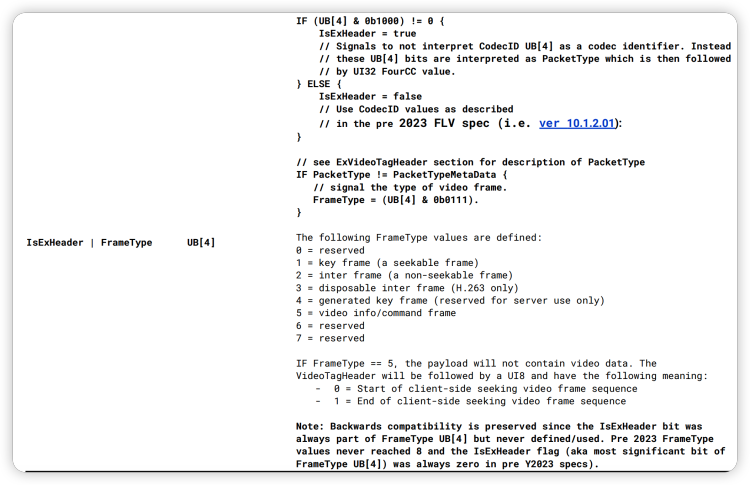 IF (UB[4] & 0b1000) != 0 {
IsExHeader = true
// Signals to not interpret CodecID UB[4] as a codec identifier. Instead
// these UB[4] bits are interpreted as PacketType which is then followed
// by UI32 FourCC value.
} ELSE {
IsExHeader = false
// Use CodecID values as described
// in the pre 2023 FLV spec (i.e. ver 10.1.2.01):
}
// see ExVideoTagHeader section for description of PacketType
IF PacketType != PacketTypeMetaData {
// signal the type of video frame.
FrameType = (UB[4] & 0b0111).
}
IsExHeader | FrameType UB[4]
The following FrameType values are defined:
0 = reserved
1 = key frame (a seekable frame)
2 = inter frame (a non-seekable frame)
3 = disposable inter frame (H.263 only)
4 = generated key frame (reserved for server use only)
5 = video info/command frame
6 = reserved
7 = reserved
IF FrameType == 5, the payload will not contain video data. The
VideoTagHeader will be followed by a UI8 and have the following meaning:
- 0 = Start of client-side seeking video frame sequence
- 1 = End of client-side seeking video frame sequence
Note: Backwards compatibility is preserved since the IsExHeader bit was
always part of FrameType UB[4] but never defined/used. Pre 2023 FrameType
values never reached 8 and the IsExHeader flag (aka most significant bit of
FrameType UB[4]) was always zero in pre Y2023 specs).